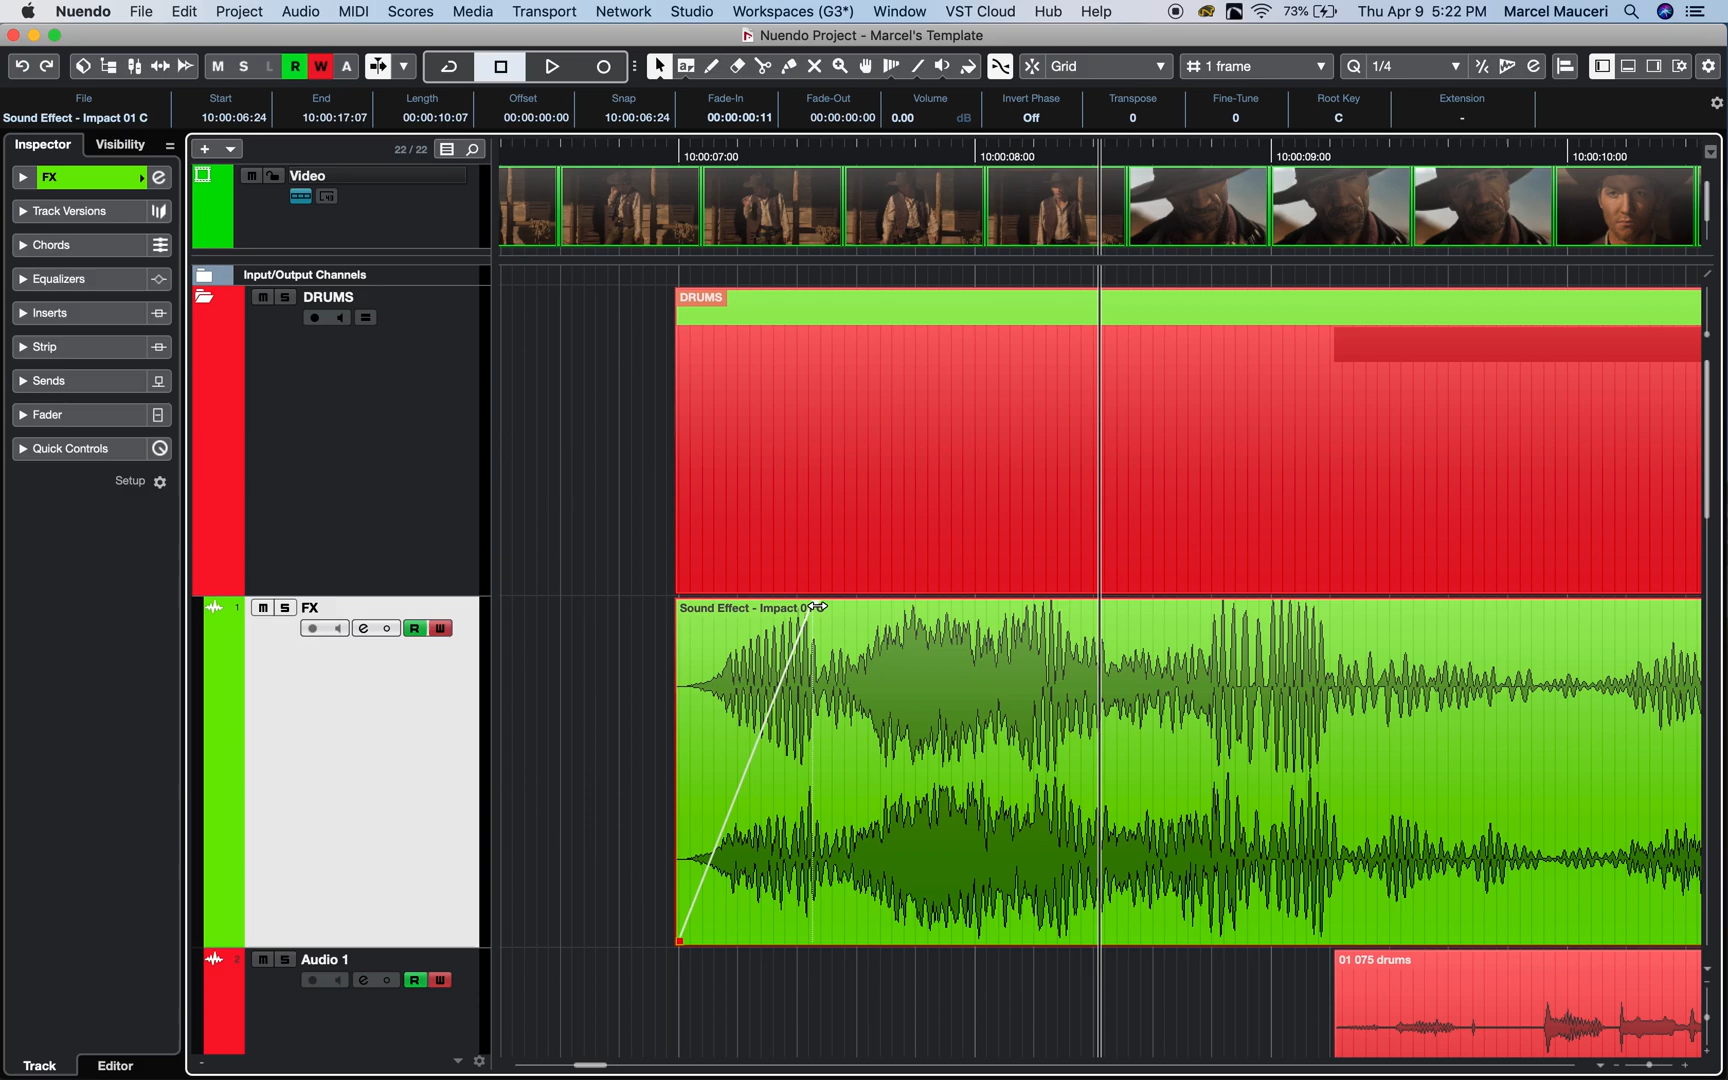 Nuendo File Edit Project Audio MIDI Scores Media Transport Network Studio Workspaces (G3*) Window VST Cloud Hub Help 73% Thu Apr 9 5:22 PM Marcel Mauceri
Nuendo Project - Marcel's Template
M S L R W A Grid 1 frame Q 1/4
File Start End Length Offset Snap Fade-In Fade-Out Volume Invert Phase Transpose Fine-Tune Root Key Extension
Sound Effect - Impact 01 C 10:00:06:24 10:00:17:07 00:00:10:07 00:00:00:00 10:00:06:24 00:00:00:11 00:00:00:00 0.00 dB Off 0 0 C -
Inspector Visibility
22 / 22
10:00:07:00 10:00:08:00 10:00:09:00 10:00:10:00
FX
m Video
Track Versions
Chords
Input/Output Channels
Equalizers
m S DRUMS
DRUMS
Inserts
Strip
Sends
Fader
Quick Controls
Setup
1 m S FX
Sound Effect - Impact 0
R W
2 m S Audio 1
01 075 drums
R W
Track Editor